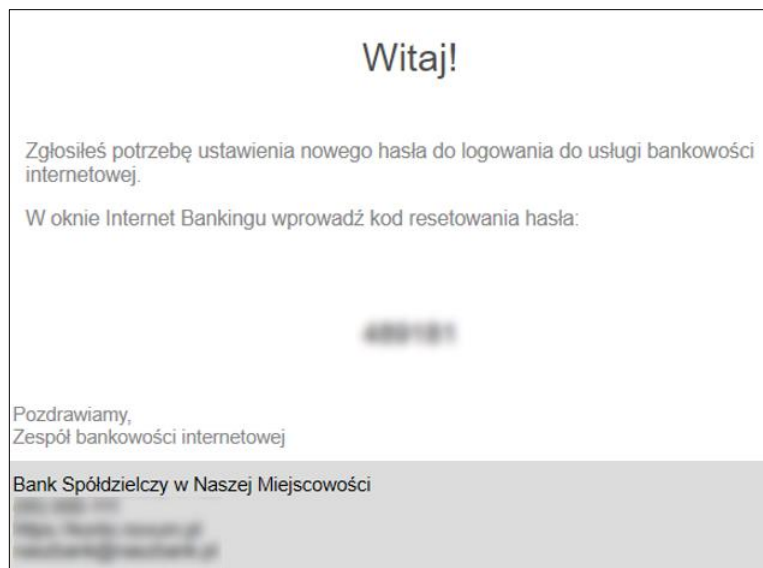 Witaj!
Zgłosiłeś potrzebę ustawienia nowego hasła do logowania do usługi bankowości
internetowej.
W oknie Internet Bankingu wprowadź kod resetowania hasła:
Pozdrawiamy,
Zespół bankowości internetowej
Bank Spółdzielczy w Naszej Miejscowości